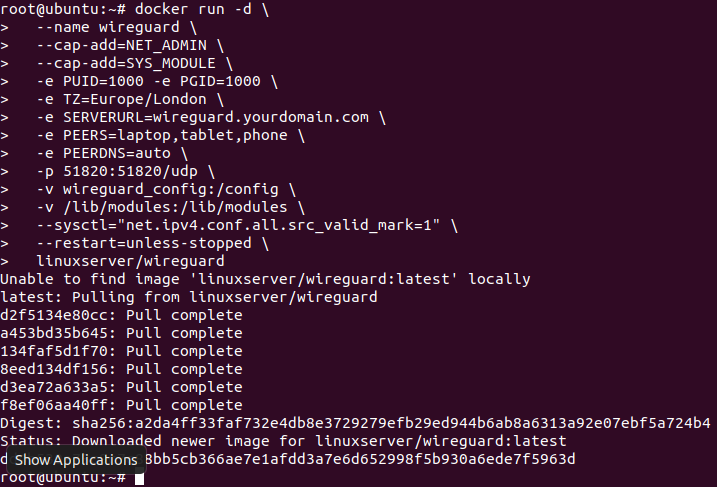 root@ubuntu:~# docker run -d \
>   --name wireguard \
>   --cap-add=NET_ADMIN \
>   --cap-add=SYS_MODULE \
>   -e PUID=1000 -e PGID=1000 \
>   -e TZ=Europe/London \
>   -e SERVERURL=wireguard.yourdomain.com \
>   -e PEERS=laptop,tablet,phone \
>   -e PEERDNS=auto \
>   -p 51820:51820/udp \
>   -v wireguard_config:/config \
>   -v /lib/modules:/lib/modules \
>   --sysctl="net.ipv4.conf.all.src_valid_mark=1" \
>   --restart=unless-stopped \
>   linuxserver/wireguard
Unable to find image 'linuxserver/wireguard:latest' locally
latest: Pulling from linuxserver/wireguard
d2f5134e80cc: Pull complete
a453bd35b645: Pull complete
134faf5d1f70: Pull complete
8eed134df156: Pull complete
d3ea72a633a5: Pull complete
f8ef06aa40ff: Pull complete
Digest: sha256:a2da4ff33faf732e4db8e3729279efb29ed944b6ab8a6313a92e07ebf5a724b4
Status: Downloaded newer image for linuxserver/wireguard:latest
Show Applications
bb5cb366ae7e1afdd3a7e6d652998f5b930a6ede7f5963d
root@ubuntu:~#